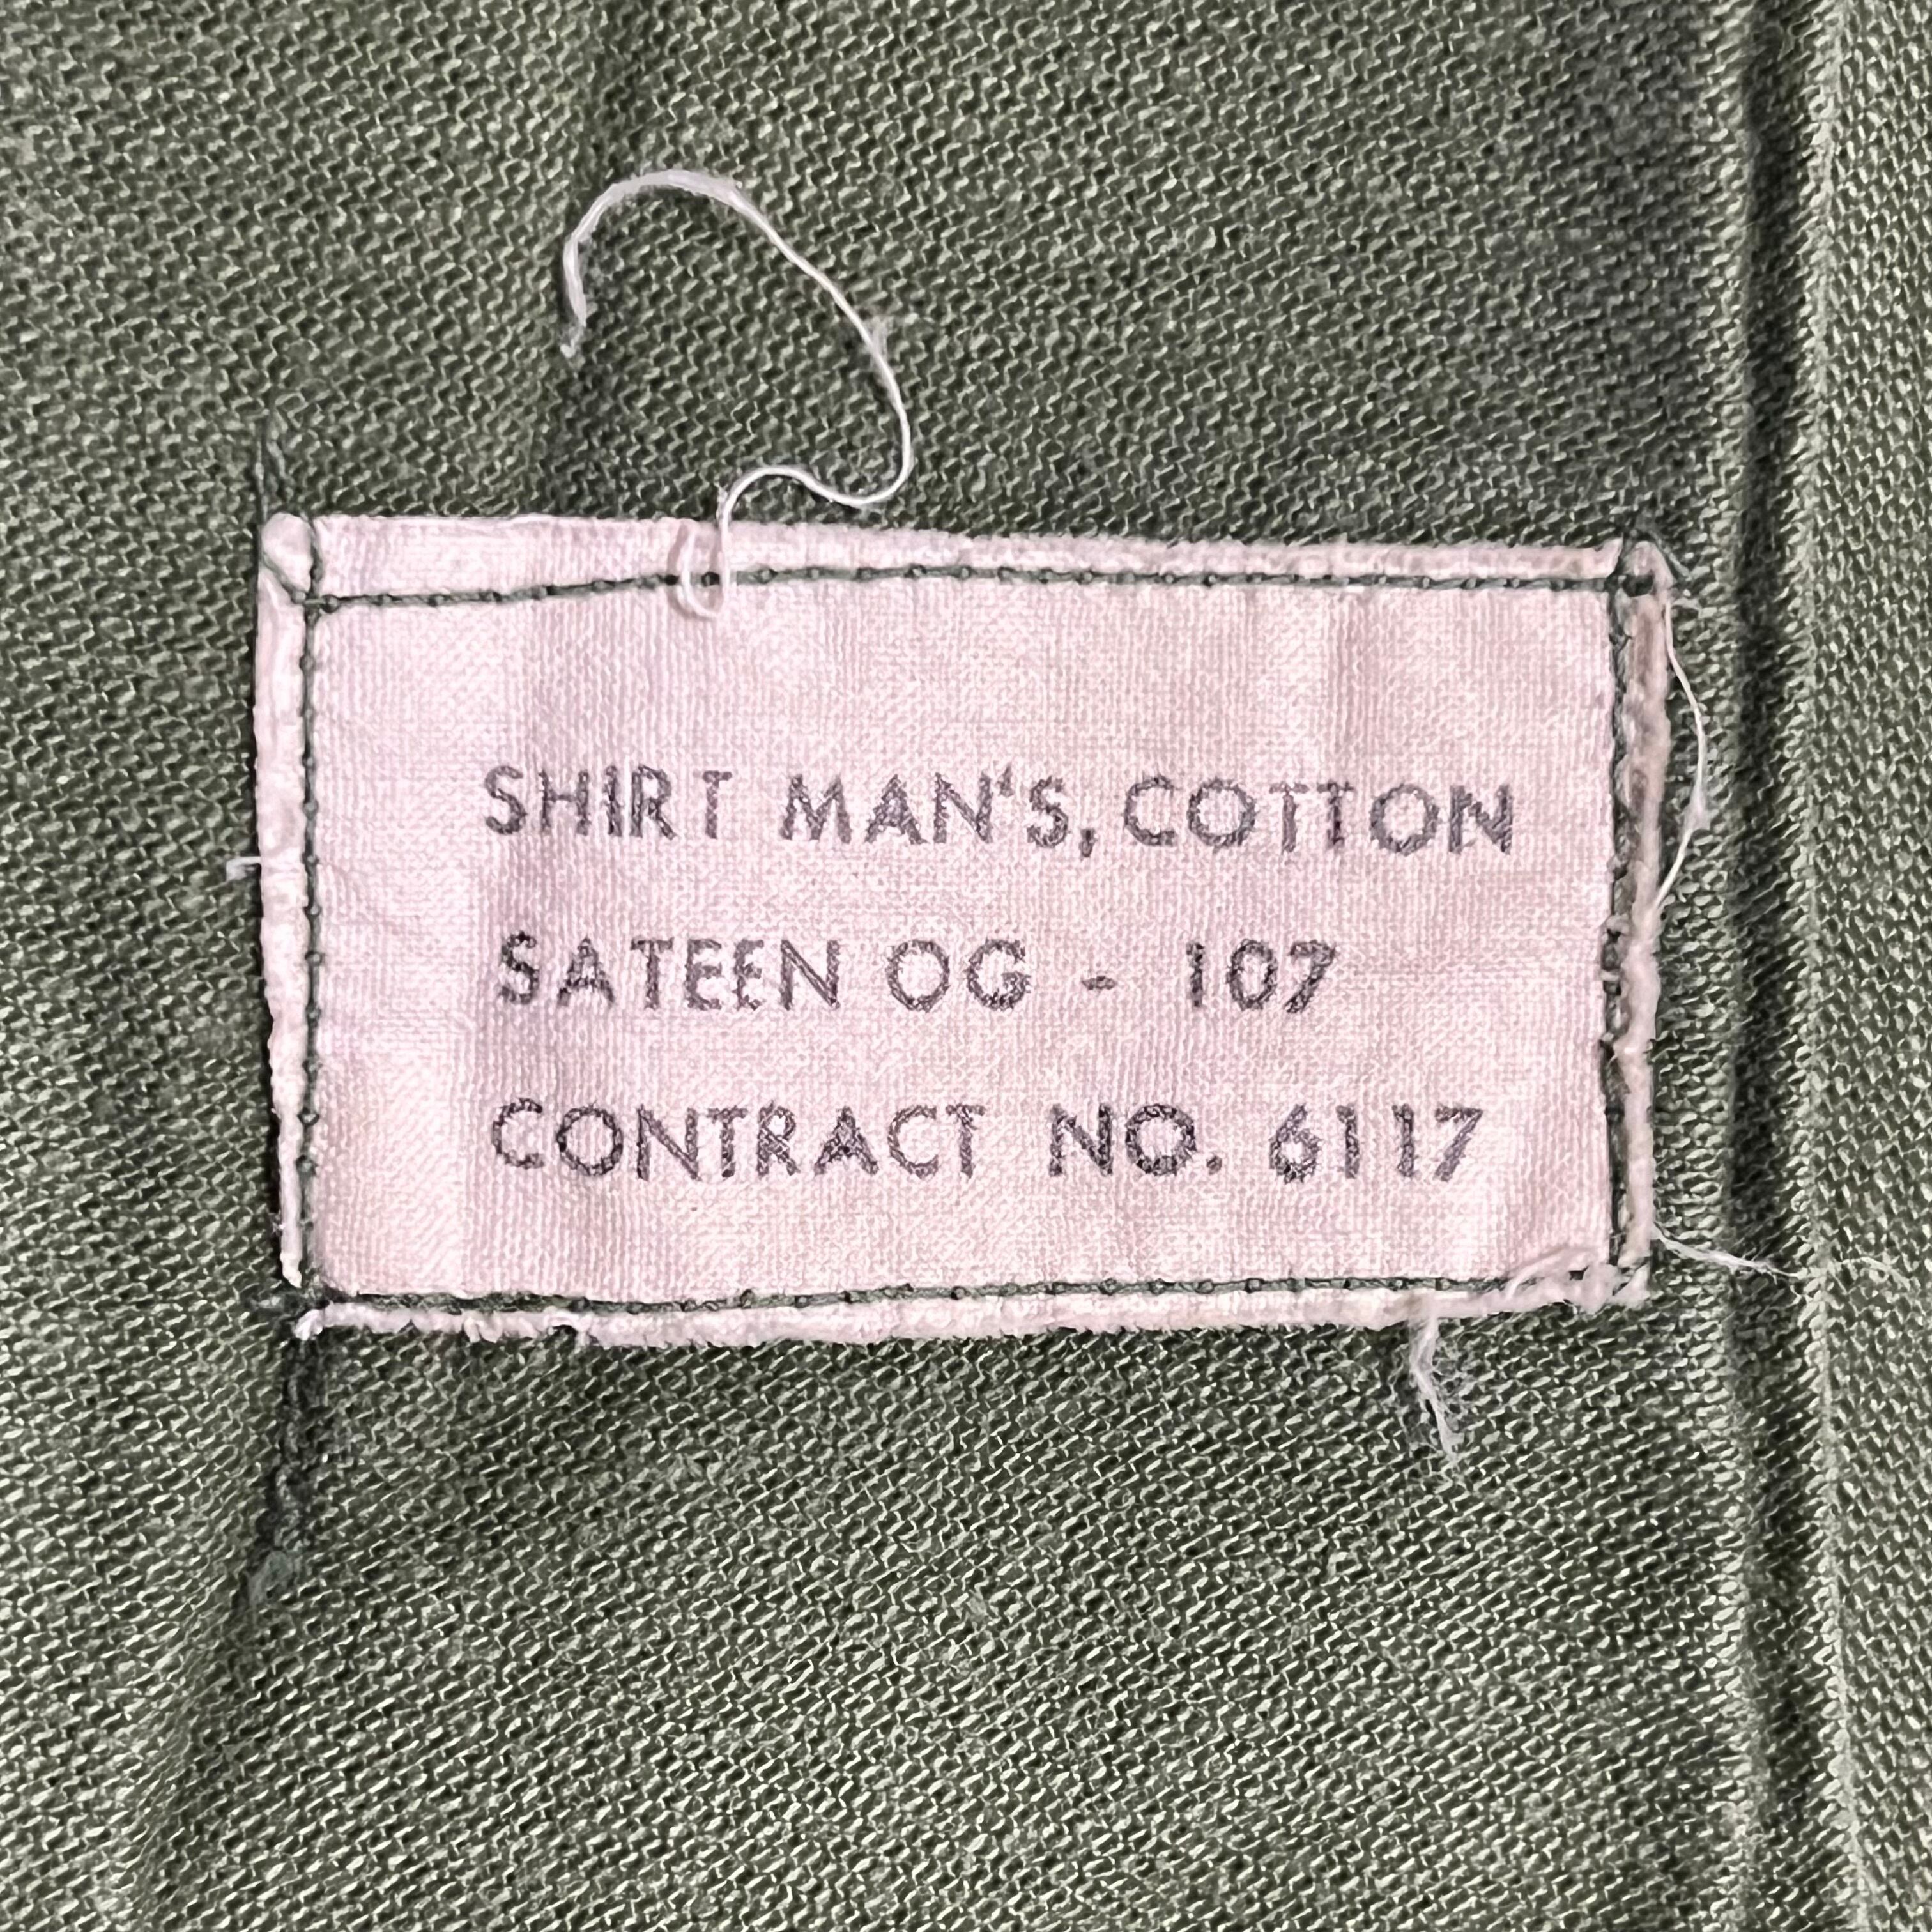 SHIRT MAN'S, COTTON
SATEEN OG - 107
CONTRACT NO. 6117